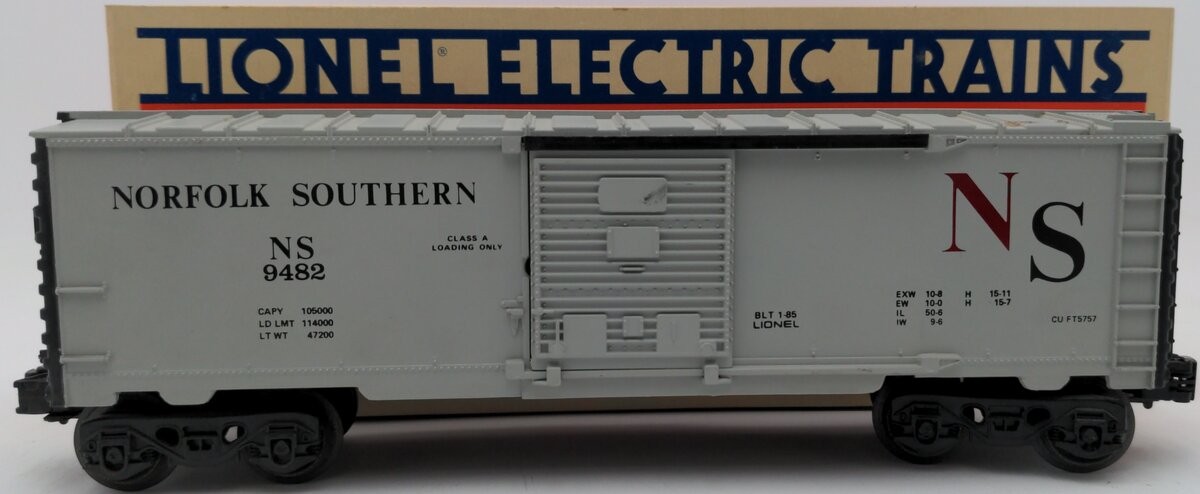 LIONEL® ELECTRIC TRAINS
NORFOLK SOUTHERN
NS
9482
CLASS A
LOADING ONLY
CAPY 105000
LD LMT 114000
LT WT 47200
BLT 1-85
LIONEL
NS
EXW 10-8 H 15-11
EW 10-0 H 15-7
IL 50-6
IW 9-6
CU FT5757